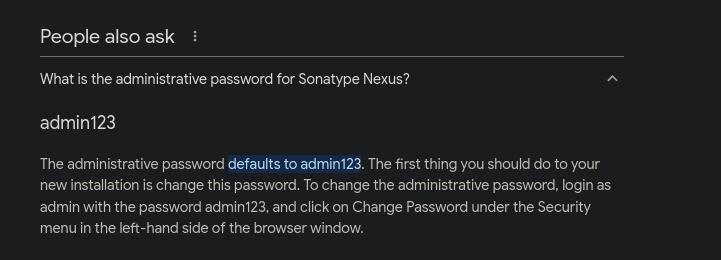 People also ask
What is the administrative password for Sonatype Nexus?
admin123
The administrative password defaults to admin123. The first thing you should do to your
new installation is change this password. To change the administrative password, login as
admin with the password admin123, and click on Change Password under the Security
menu in the left-hand side of the browser window.